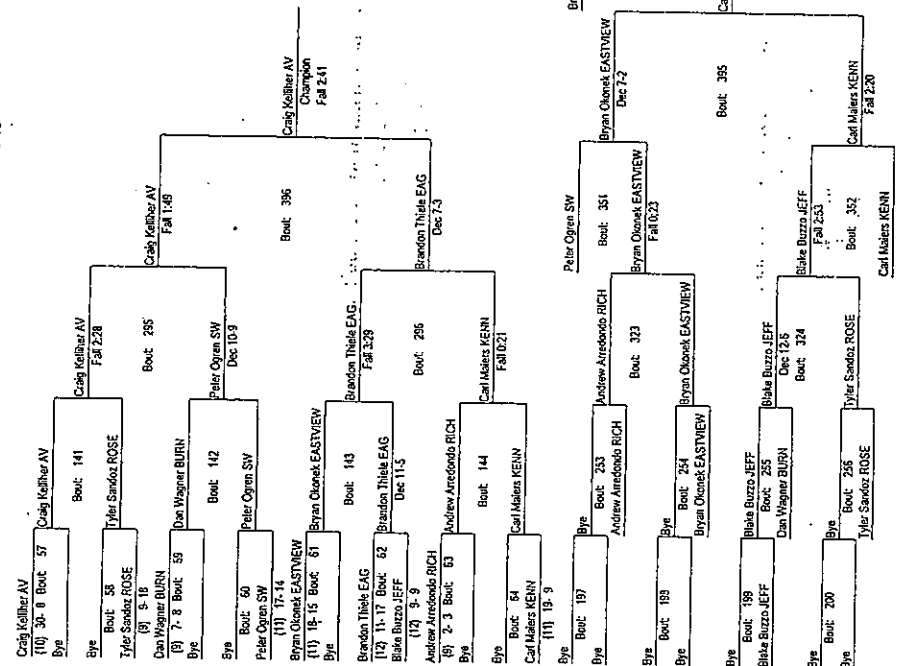 Craig Kelliher AV
(10) 30- 8 Bout: 57
Bye
Bye
Bout: 58
Tyler Sandoz ROSE
(9) 9- 18
Dan Wagner BURN
(9) 7- 8 Bout: 59
Bye
Bye
Bout: 60
Peter Ogren SW
(11) 17- 14
Bryan Okonek EASTVIEW
(11) 18- 15 Bout: 61
Bye
Brandon Thiele EAG
(12) 11- 17 Bout: 62
Blake Buzzo JEFF
(12) 9- 9
Andrew Arredondo RICH
(9) 2- 3 Bout: 63
Bye
Bye
Bout: 64
Carl Maiers KENN
(11) 19- 9
Craig Kelliher AV
Bout: 141
Tyler Sandoz ROSE
Dan Wagner BURN
Bout: 142
Peter Ogren SW
Bryan Okonek EASTVIEW
Bout: 143
Brandon Thiele EAG
Dec 11-5
Andrew Arredondo RICH
Bout: 144
Carl Maiers KENN
Craig Kelliher AV
Fall 2:28
Bout: 295
Peter Ogren SW
Dec 10-9
Brandon Thiele EAG
Fall 3:29
Bout: 296
Carl Maiers KENN
Fall 0:21
Craig Kelliher AV
Fall 1:49
Bout: 396
Brandon Thiele EAG
Dec 7-3
Craig Kelliher AV
Champion
Fall 2:41
Bye
Bout: 197
Bye
Bye
Bout: 198
Bye
Bye
Bout: 199
Blake Buzzo JEFF
Bye
Bout: 200
Bye
Bye
Bout: 253
Andrew Arredondo RICH
Bye
Bout: 254
Bryan Okonek EASTVIEW
Blake Buzzo JEFF
Bout: 255
Dan Wagner BURN
Bye
Bout: 256
Tyler Sandoz ROSE
Andrew Arredondo RICH
Bout: 323
Bryan Okonek EASTVIEW
Blake Buzzo JEFF
Dec 12-5
Bout: 324
Tyler Sandoz ROSE
Peter Ogren SW
Bout: 351
Bryan Okonek EASTVIEW
Fall 0:23
Blake Buzzo JEFF
Fall 2:53
Bout: 352
Carl Maiers KENN
Bryan Okonek EASTVIEW
Dec 7-2
Bout: 395
Carl Maiers KENN
Fall 2:20
Br
Ca